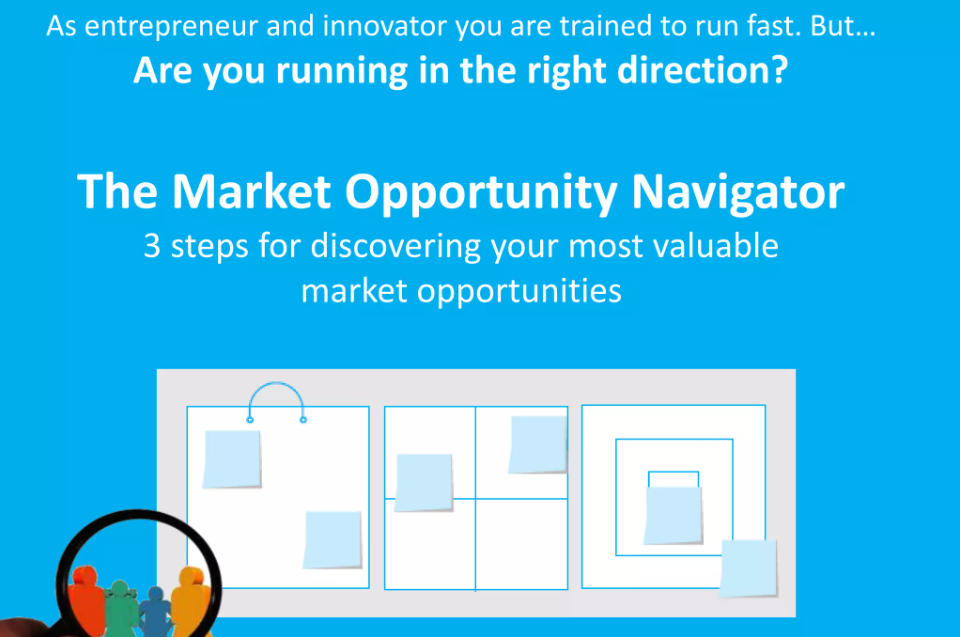 As entrepreneur and innovator you are trained to run fast. But...
Are you running in the right direction?
The Market Opportunity Navigator
3 steps for discovering your most valuable
market opportunities